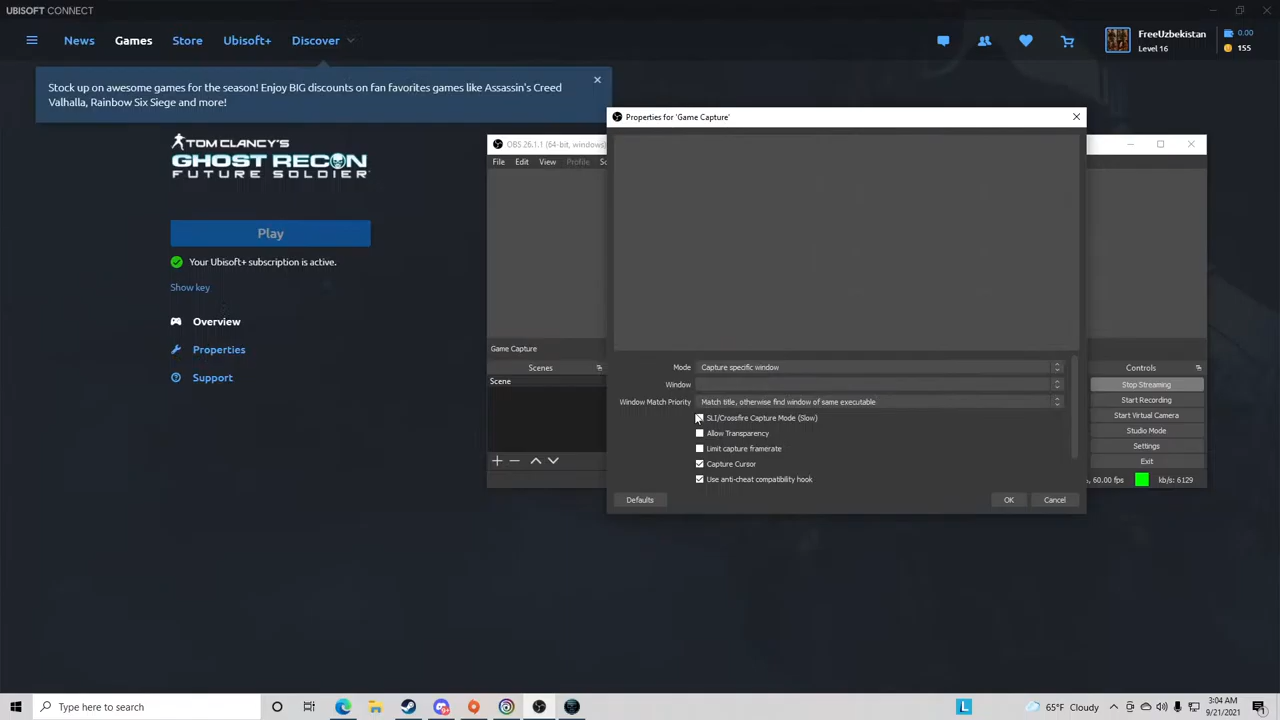 UBISOFT CONNECT
News
Games
Store
Ubisoft+
Discover
FreeUzbekistan
Level 16
0.00
155
Stock up on awesome games for the season! Enjoy BIG discounts on fan favorites games like Assassin's Creed
Valhalla, Rainbow Six Siege and more!
TOM CLANCY'S
GHOST RECON
FUTURE SOLDIER
Play
Your Ubisoft+ subscription is active.
Show key
Overview
Properties
Support
OBS 26.1.1 (64-bit, windows)
File
Edit
View
Profile
Sc
Game Capture
Scenes
Scene
Properties for 'Game Capture'
Mode
Capture specific window
Window
Window Match Priority
Match title, otherwise find window of same executable
SLI/Crossfire Capture Mode (Slow)
Allow Transparency
Limit capture framerate
Capture Cursor
Use anti-cheat compatibility hook
Defaults
OK
Cancel
Controls
Stop Streaming
Start Recording
Start Virtual Camera
Studio Mode
Settings
Exit
60.00 fps
kb/s: 6129
Type here to search
L
65°F Cloudy
3:04 AM
9/21/2021